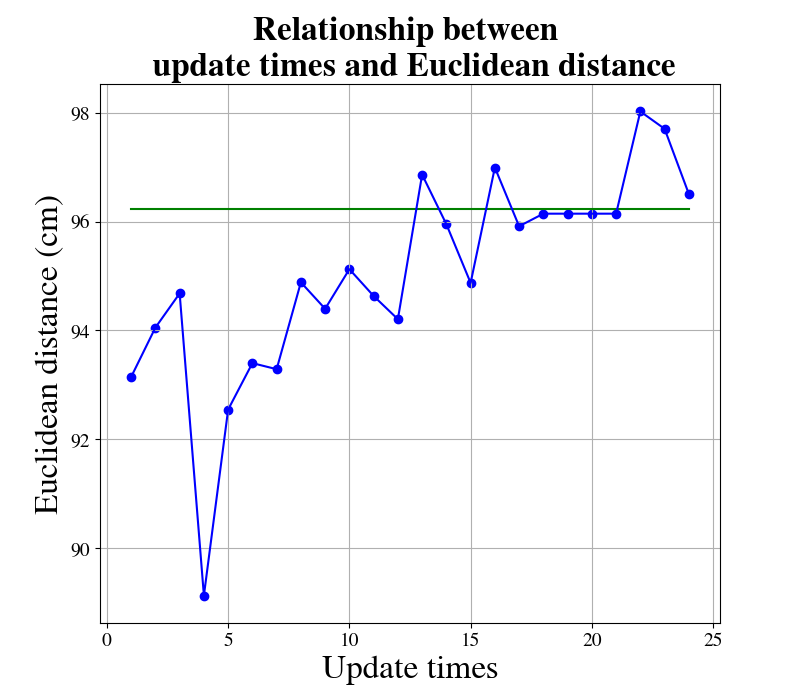 Relationship between
update times and Euclidean distance
Euclidean distance (cm)
98
96
94
92
90
0
5
10
15
20
25
Update times